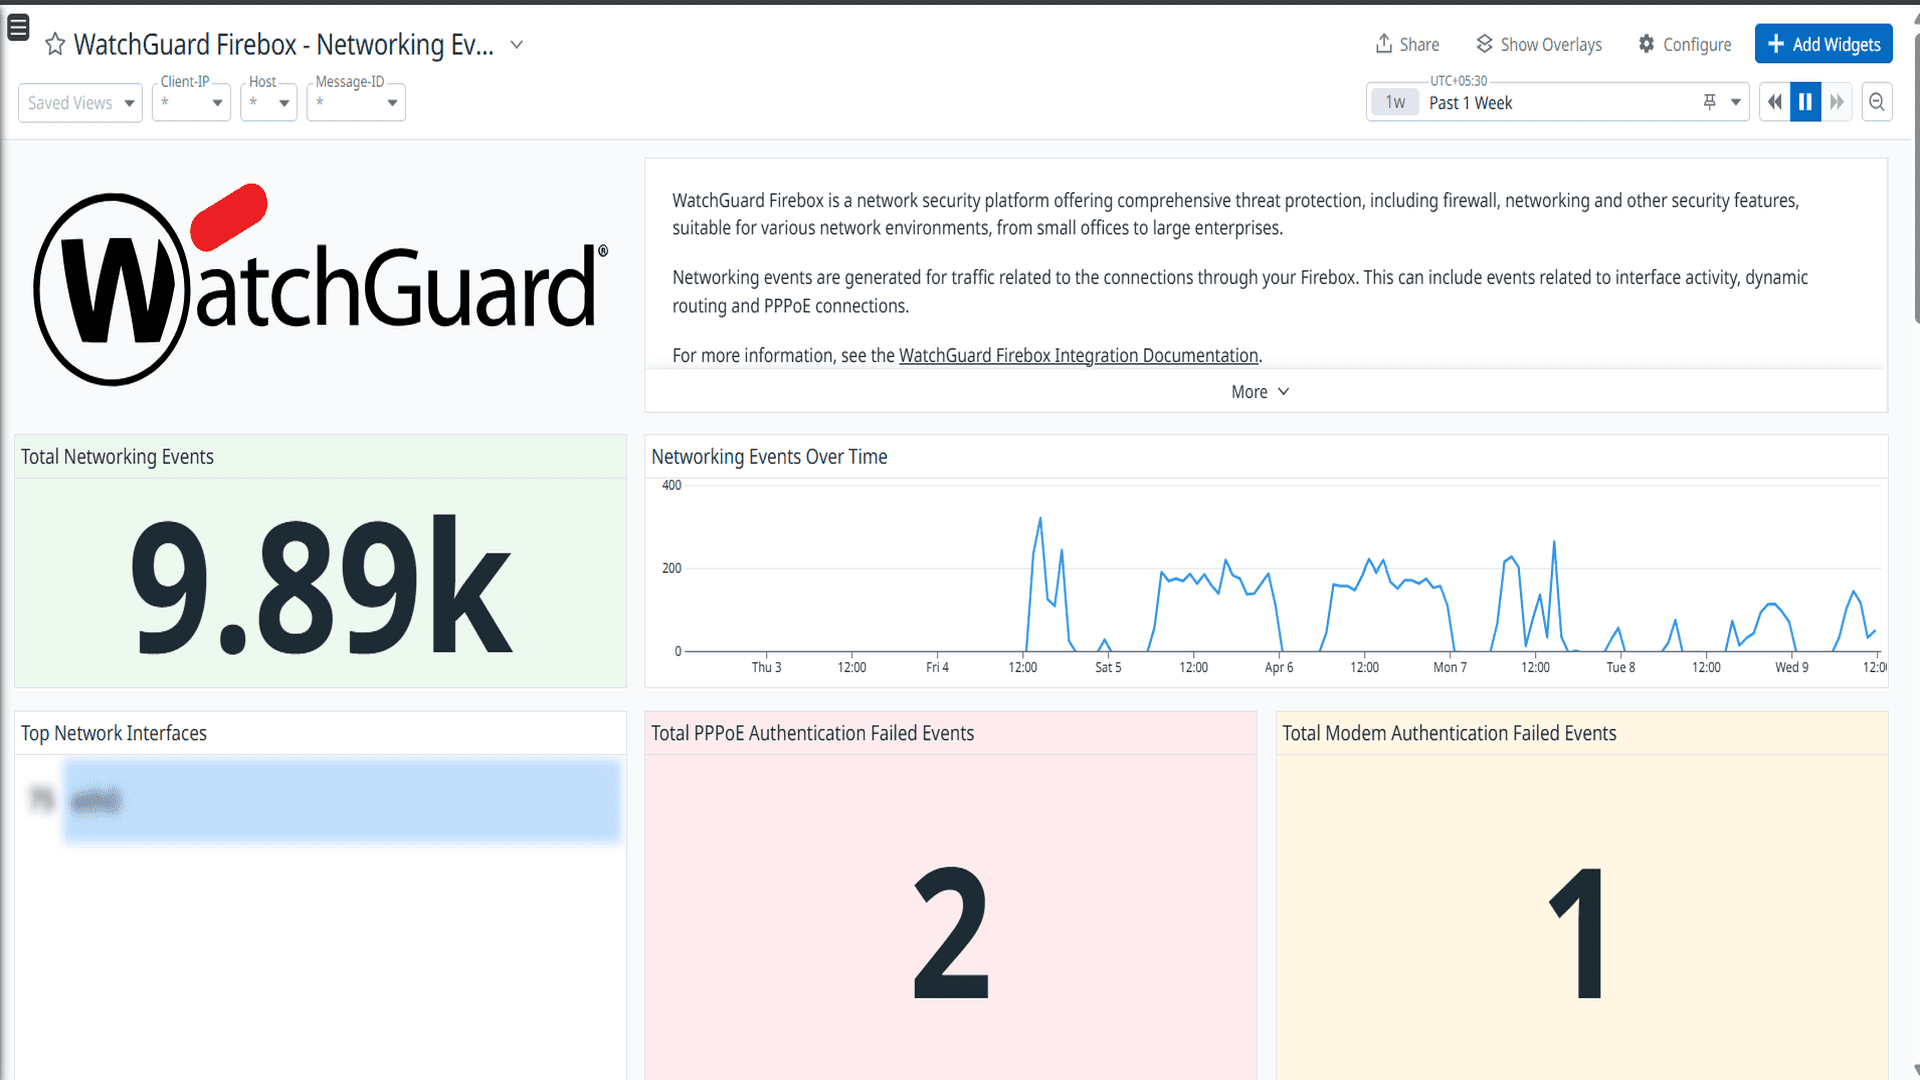 WatchGuard Firebox - Networking Ev...
Share
Show Overlays
Configure
Add Widgets
Saved Views
Client-IP
*
Host
*
Message-ID
*
UTC+05:30
1w
Past 1 Week
WatchGuard®
WatchGuard Firebox is a network security platform offering comprehensive threat protection, including firewall, networking and other security features,
suitable for various network environments, from small offices to large enterprises.
Networking events are generated for traffic related to the connections through your Firebox. This can include events related to interface activity, dynamic
routing and PPPoE connections.
For more information, see the WatchGuard Firebox Integration Documentation.
More
Total Networking Events
9.89k
Networking Events Over Time
400
200
0
Thu 3
12:00
Fri 4
12:00
Sat 5
12:00
Apr 6
12:00
Mon 7
12:00
Tue 8
12:00
Wed 9
12:00
Top Network Interfaces
Total PPPoE Authentication Failed Events
2
Total Modem Authentication Failed Events
1